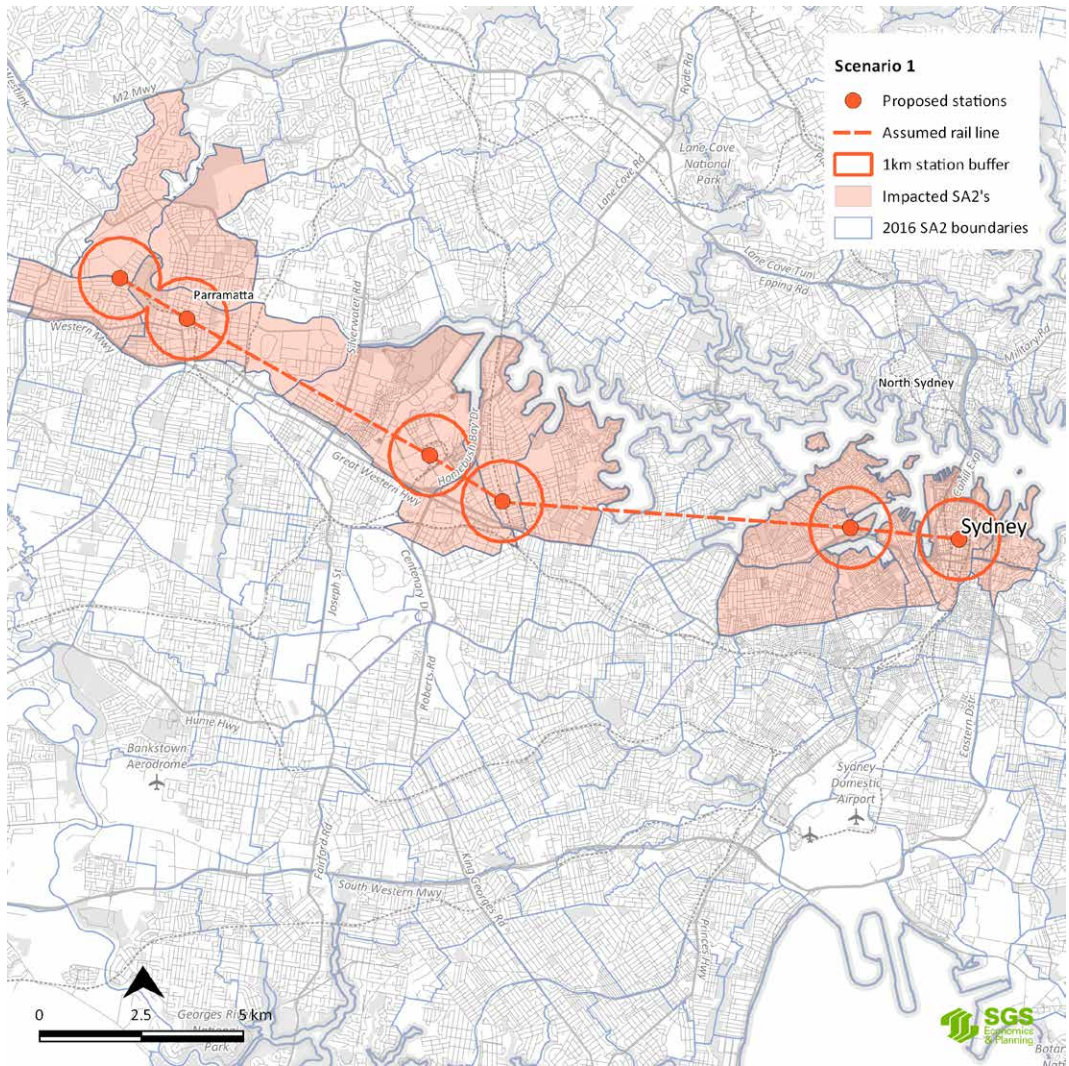 Scenario 1
Proposed stations
Assumed rail line
1km station buffer
Impacted SA2's
2016 SA2 boundaries
M2 Mwy
Ryde Rd
Lane Cove
National
Park
Lane Cove Rd
Lane Cove Tunl
Epping Rd
Military Rd
North Sydney
Parramatta
Western Mwy
Silverwater Rd
Homebush Bay Dr
Great Western Hwy
Cahill Exp
Sydney
Joseph St
Centenary Dr
Roberts Rd
Hume Hwy
Bankstown
Aerodrome
Sydney
Domestic
Airport
Eastern Dstr
Fairford Rd
King Georges Rd
South Western Mwy
Princes Hwy
0 2.5 5 km
National
Park
SGS
Economics
& Planning